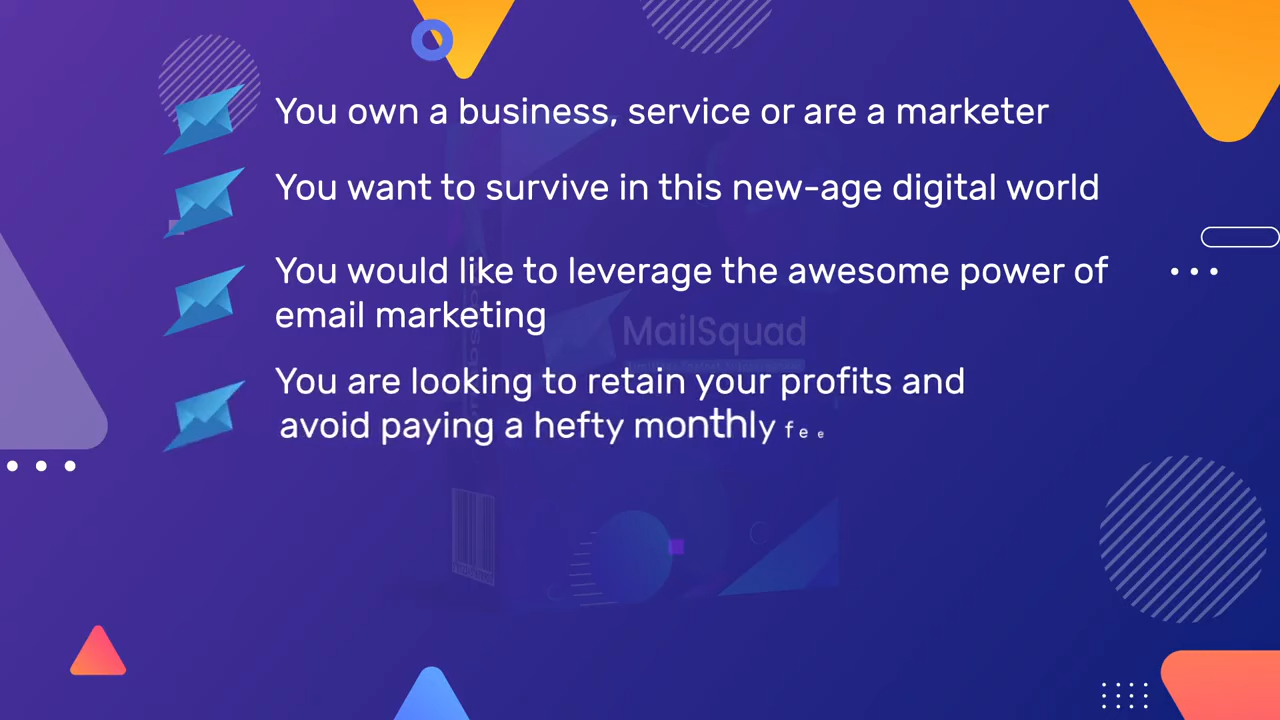 You own a business, service or are a marketer
You want to survive in this new-age digital world
You would like to leverage the awesome power of
email marketing
MailSquad
You are looking to retain your profits and
avoid paying a hefty monthly fee